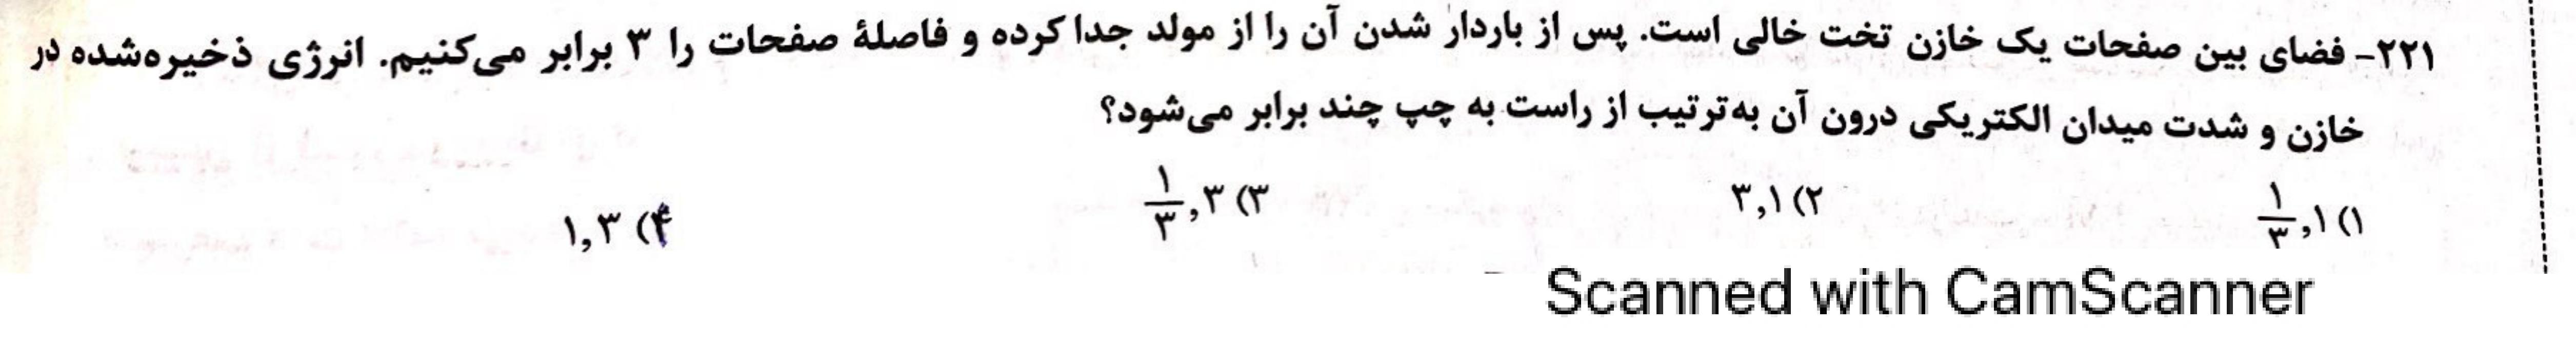 ۲۲۱- فضای بین صفحات یک خازن تخت خالی است. پس از باردار شدن آن را از مولد جدا کرده و فاصلهٔ صفحات را ۳ برابر می‌کنیم. انرژی ذخیره‌شده در
خازن و شدت میدان الکتریکی درون آن به‌ترتیب از راست به چپ چند برابر می‌شود؟
۱) ۱, ۱/۳ ۲) ۱, ۳ ۳) ۳, ۱/۳ ۴) ۳, ۱
Scanned with CamScanner